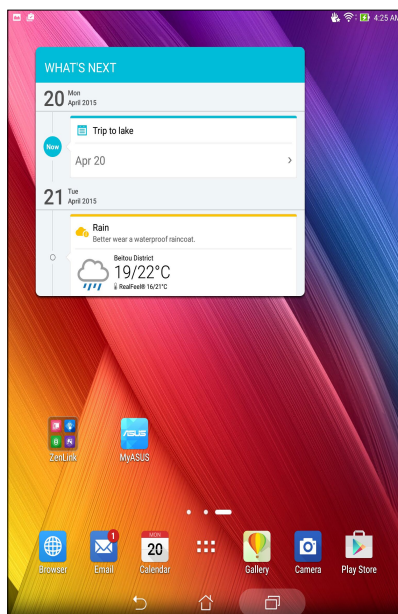 4:25 AM
WHAT'S NEXT
20 Mon
April 2015
Trip to lake
Now
Apr 20
21 Tue
April 2015
Rain
Better wear a waterproof raincoat.
Beitou District
19/22°C
RealFeel® 16/21°C
ZenLink
/SUS
MyASUS
1
MON
20
Browser
Email
Calendar
Gallery
Camera
Play Store